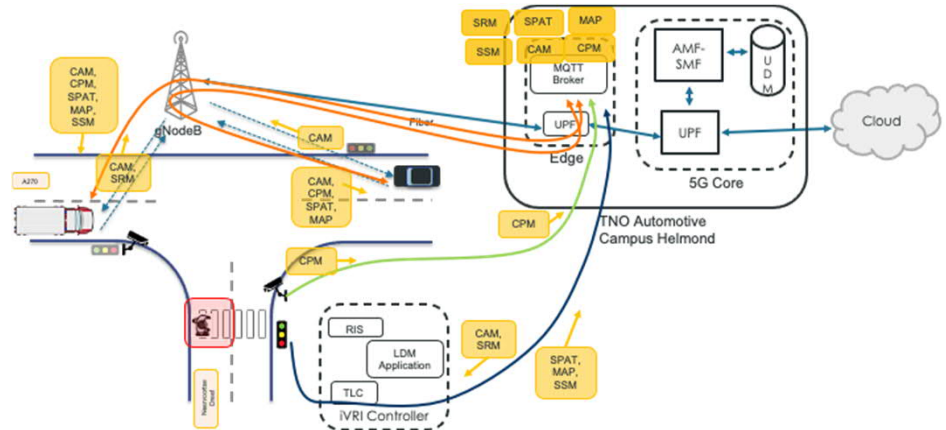 SRM
SPAT
MAP
SSM
CAM
CPM
MQTT
Broker
UPF
Edge
AMF-
SMF
U
D
M
UPF
5G Core
Cloud
TNO Automotive
Campus Helmond
CAM,
CPM,
SPAT,
MAP,
SSM
gNodeB
Fiber
CAM
CAM,
SRM
A270
CAM,
CPM,
SPAT,
MAP
CPM
CPM
RIS
LDM
Application
TLC
iVRI Controller
CAM,
SRM
SPAT,
MAP,
SSM